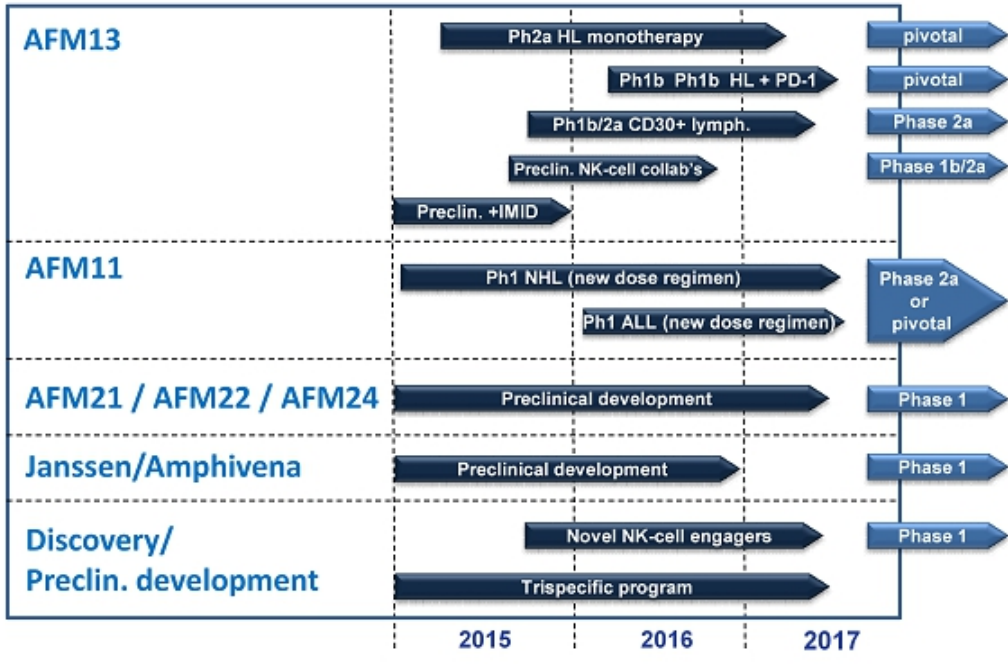 AFM13
Ph2a HL monotherapy
pivotal
Ph1b Ph1b HL + PD-1
pivotal
Ph1b/2a CD30+ lymph.
Phase 2a
Preclin. NK-cell collab's
Phase 1b/2a
Preclin. +IMID
AFM11
Ph1 NHL (new dose regimen)
Ph1 ALL (new dose regimen)
Phase 2a
or
pivotal
AFM21 / AFM22 / AFM24
Preclinical development
Phase 1
Janssen/Amphivena
Preclinical development
Phase 1
Discovery/
Preclin. development
Novel NK-cell engagers
Phase 1
Trispecific program
2015
2016
2017